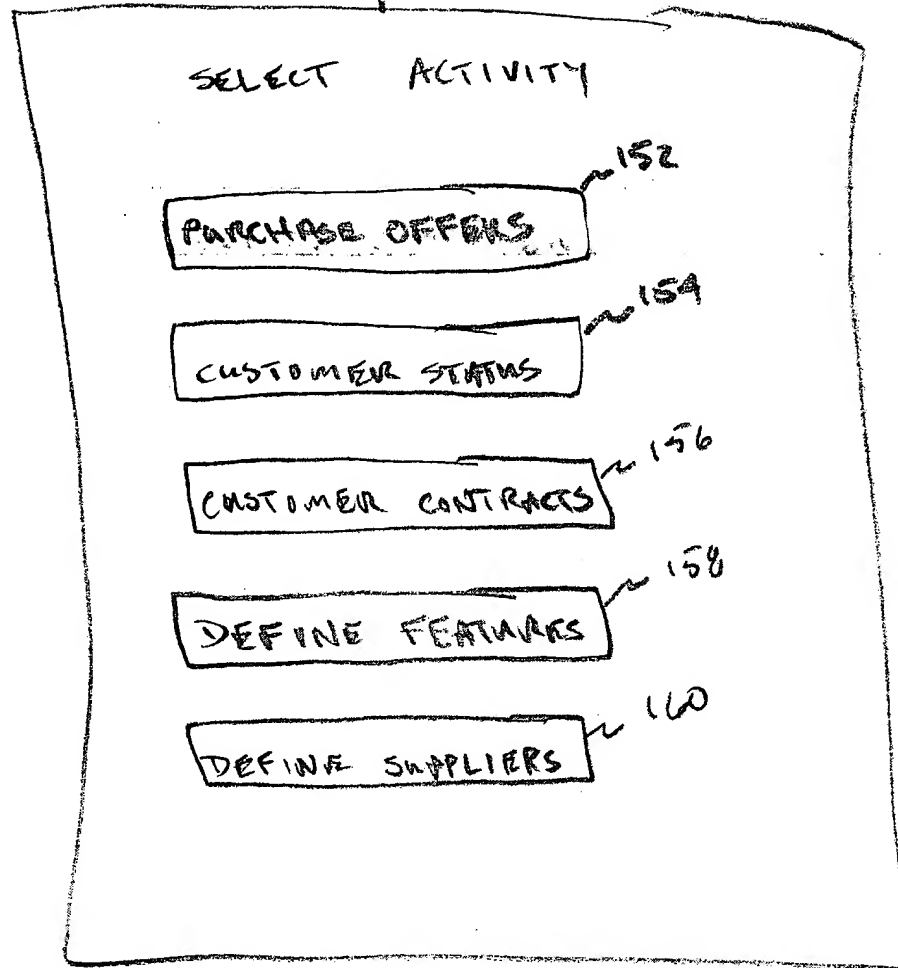 SELECT ACTIVITY
152
PURCHASE OFFERS
154
CUSTOMER STATUS
156
CUSTOMER CONTRACTS
158
DEFINE FEATURES
160
DEFINE SUPPLIERS